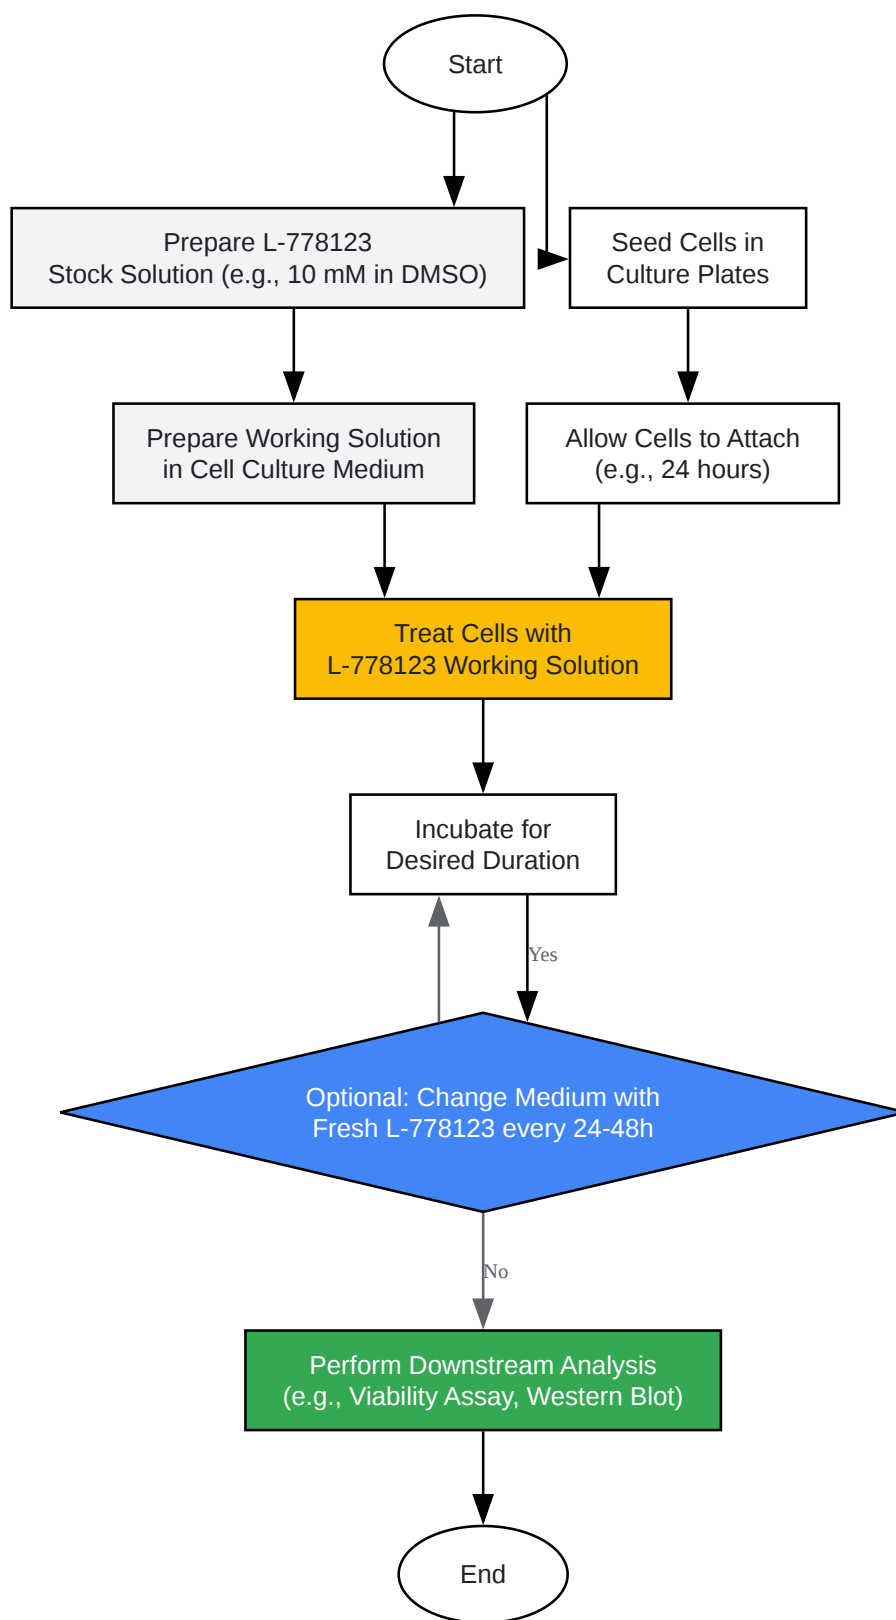 Start
Prepare L-778123
Stock Solution (e.g., 10 mM in DMSO)
Seed Cells in
Culture Plates
Prepare Working Solution
in Cell Culture Medium
Allow Cells to Attach
(e.g., 24 hours)
Treat Cells with
L-778123 Working Solution
Incubate for
Desired Duration
Yes
Optional: Change Medium with
Fresh L-778123 every 24-48h
No
Perform Downstream Analysis
(e.g., Viability Assay, Western Blot)
End